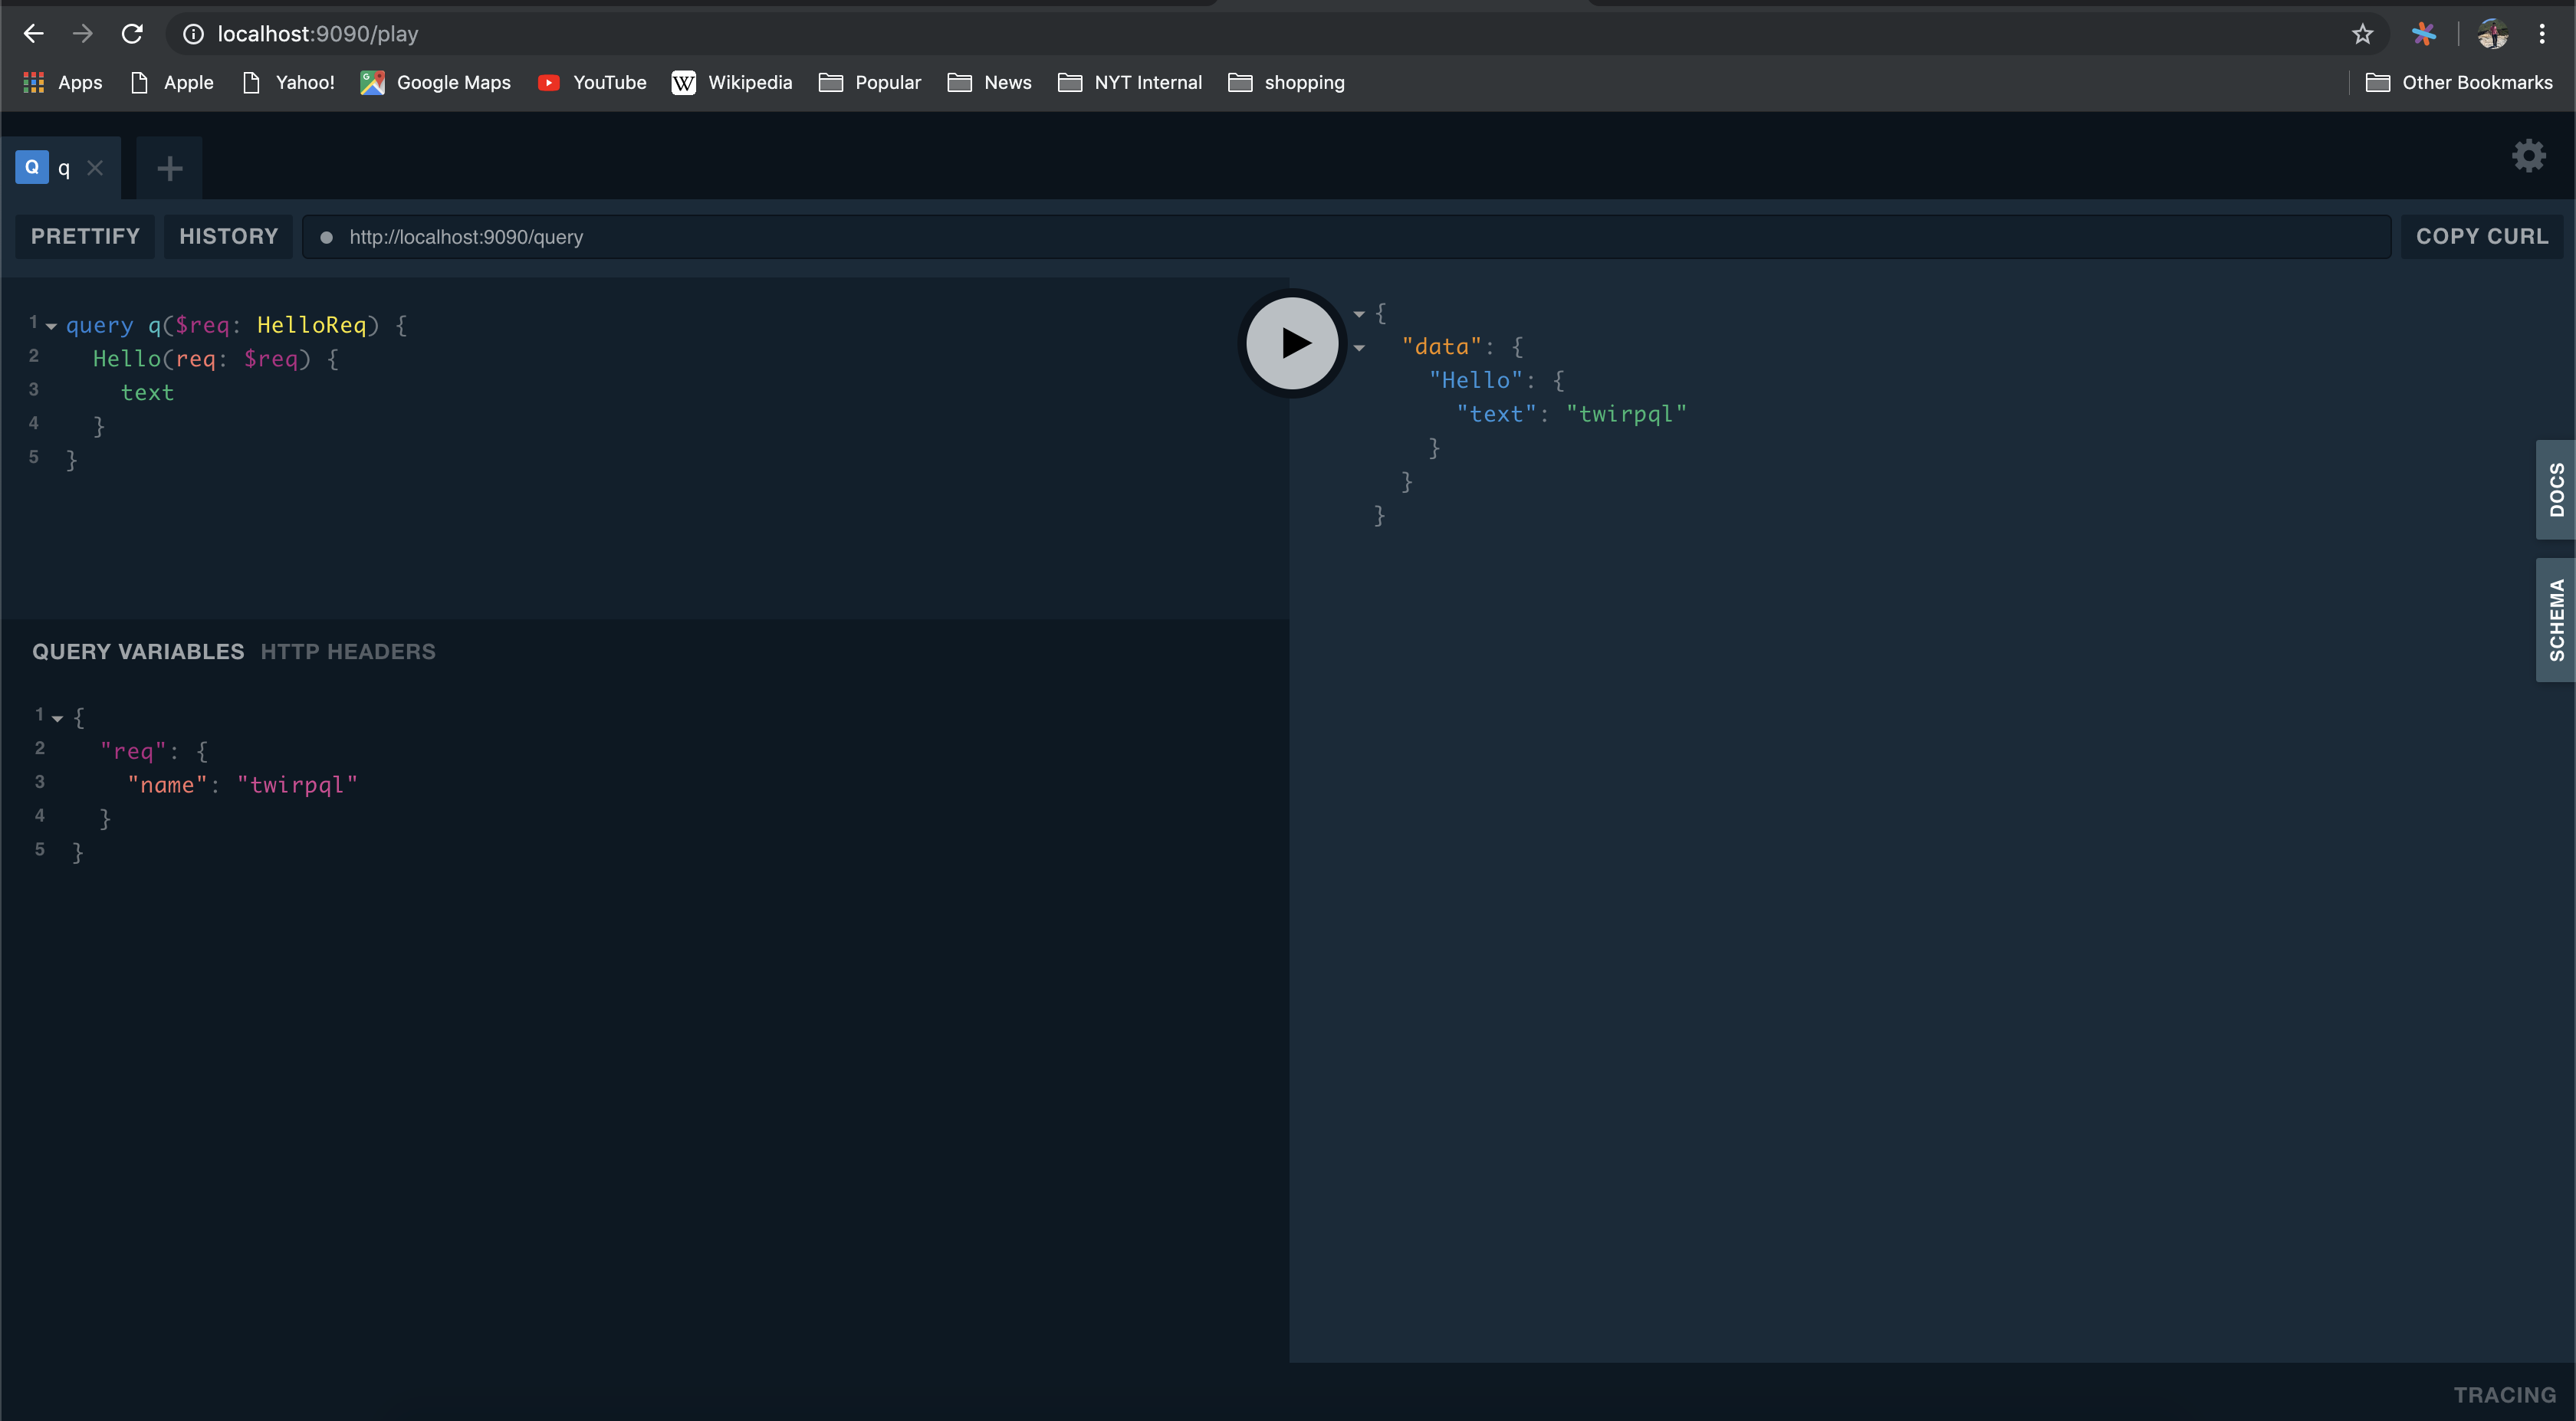 localhost:9090/play
Apps Apple Yahoo! Google Maps YouTube Wikipedia Popular News NYT Internal shopping Other Bookmarks
Q q
PRETTIFY HISTORY http://localhost:9090/query COPY CURL
1 query q($req: HelloReq) {
2 Hello(req: $req) {
3 text
4 }
5 }
{
"data": {
"Hello": {
"text": "twirpql"
}
}
}
DOCS
SCHEMA
QUERY VARIABLES HTTP HEADERS
1 {
2 "req": {
3 "name": "twirpql"
4 }
5 }
TRACING